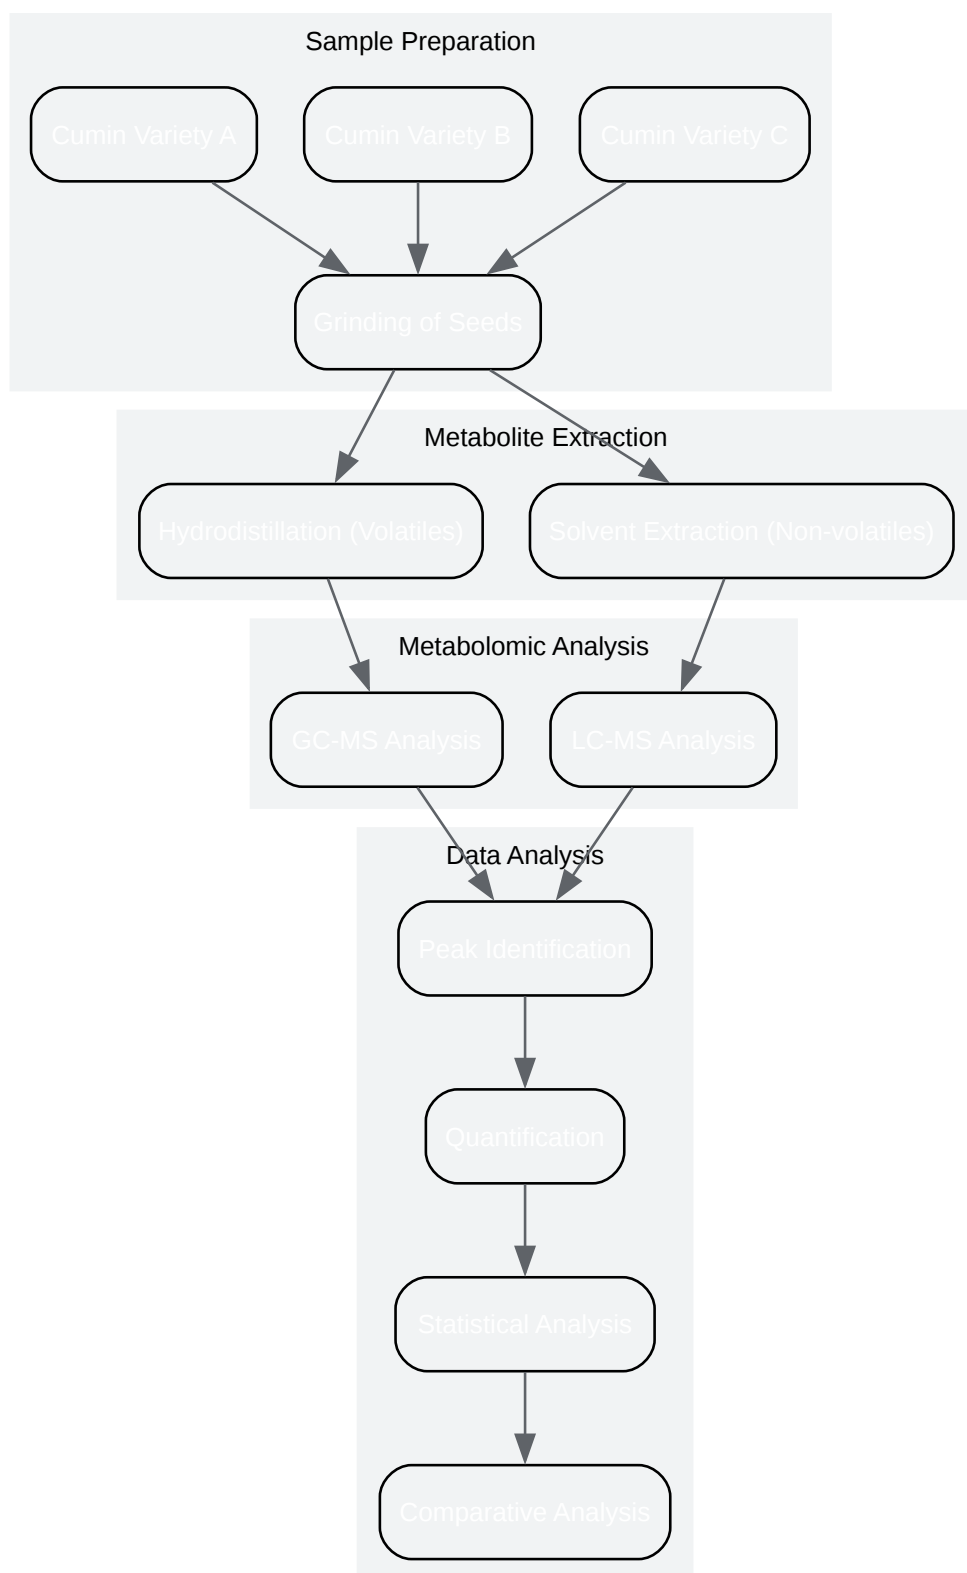 Sample Preparation
Cumin Variety A
Cumin Variety B
Cumin Variety C
Grinding of Seeds
Metabolite Extraction
Hydrodistillation (Volatiles)
Solvent Extraction (Non-volatiles)
Metabolomic Analysis
GC-MS Analysis
LC-MS Analysis
Data Analysis
Peak Identification
Quantification
Statistical Analysis
Comparative Analysis